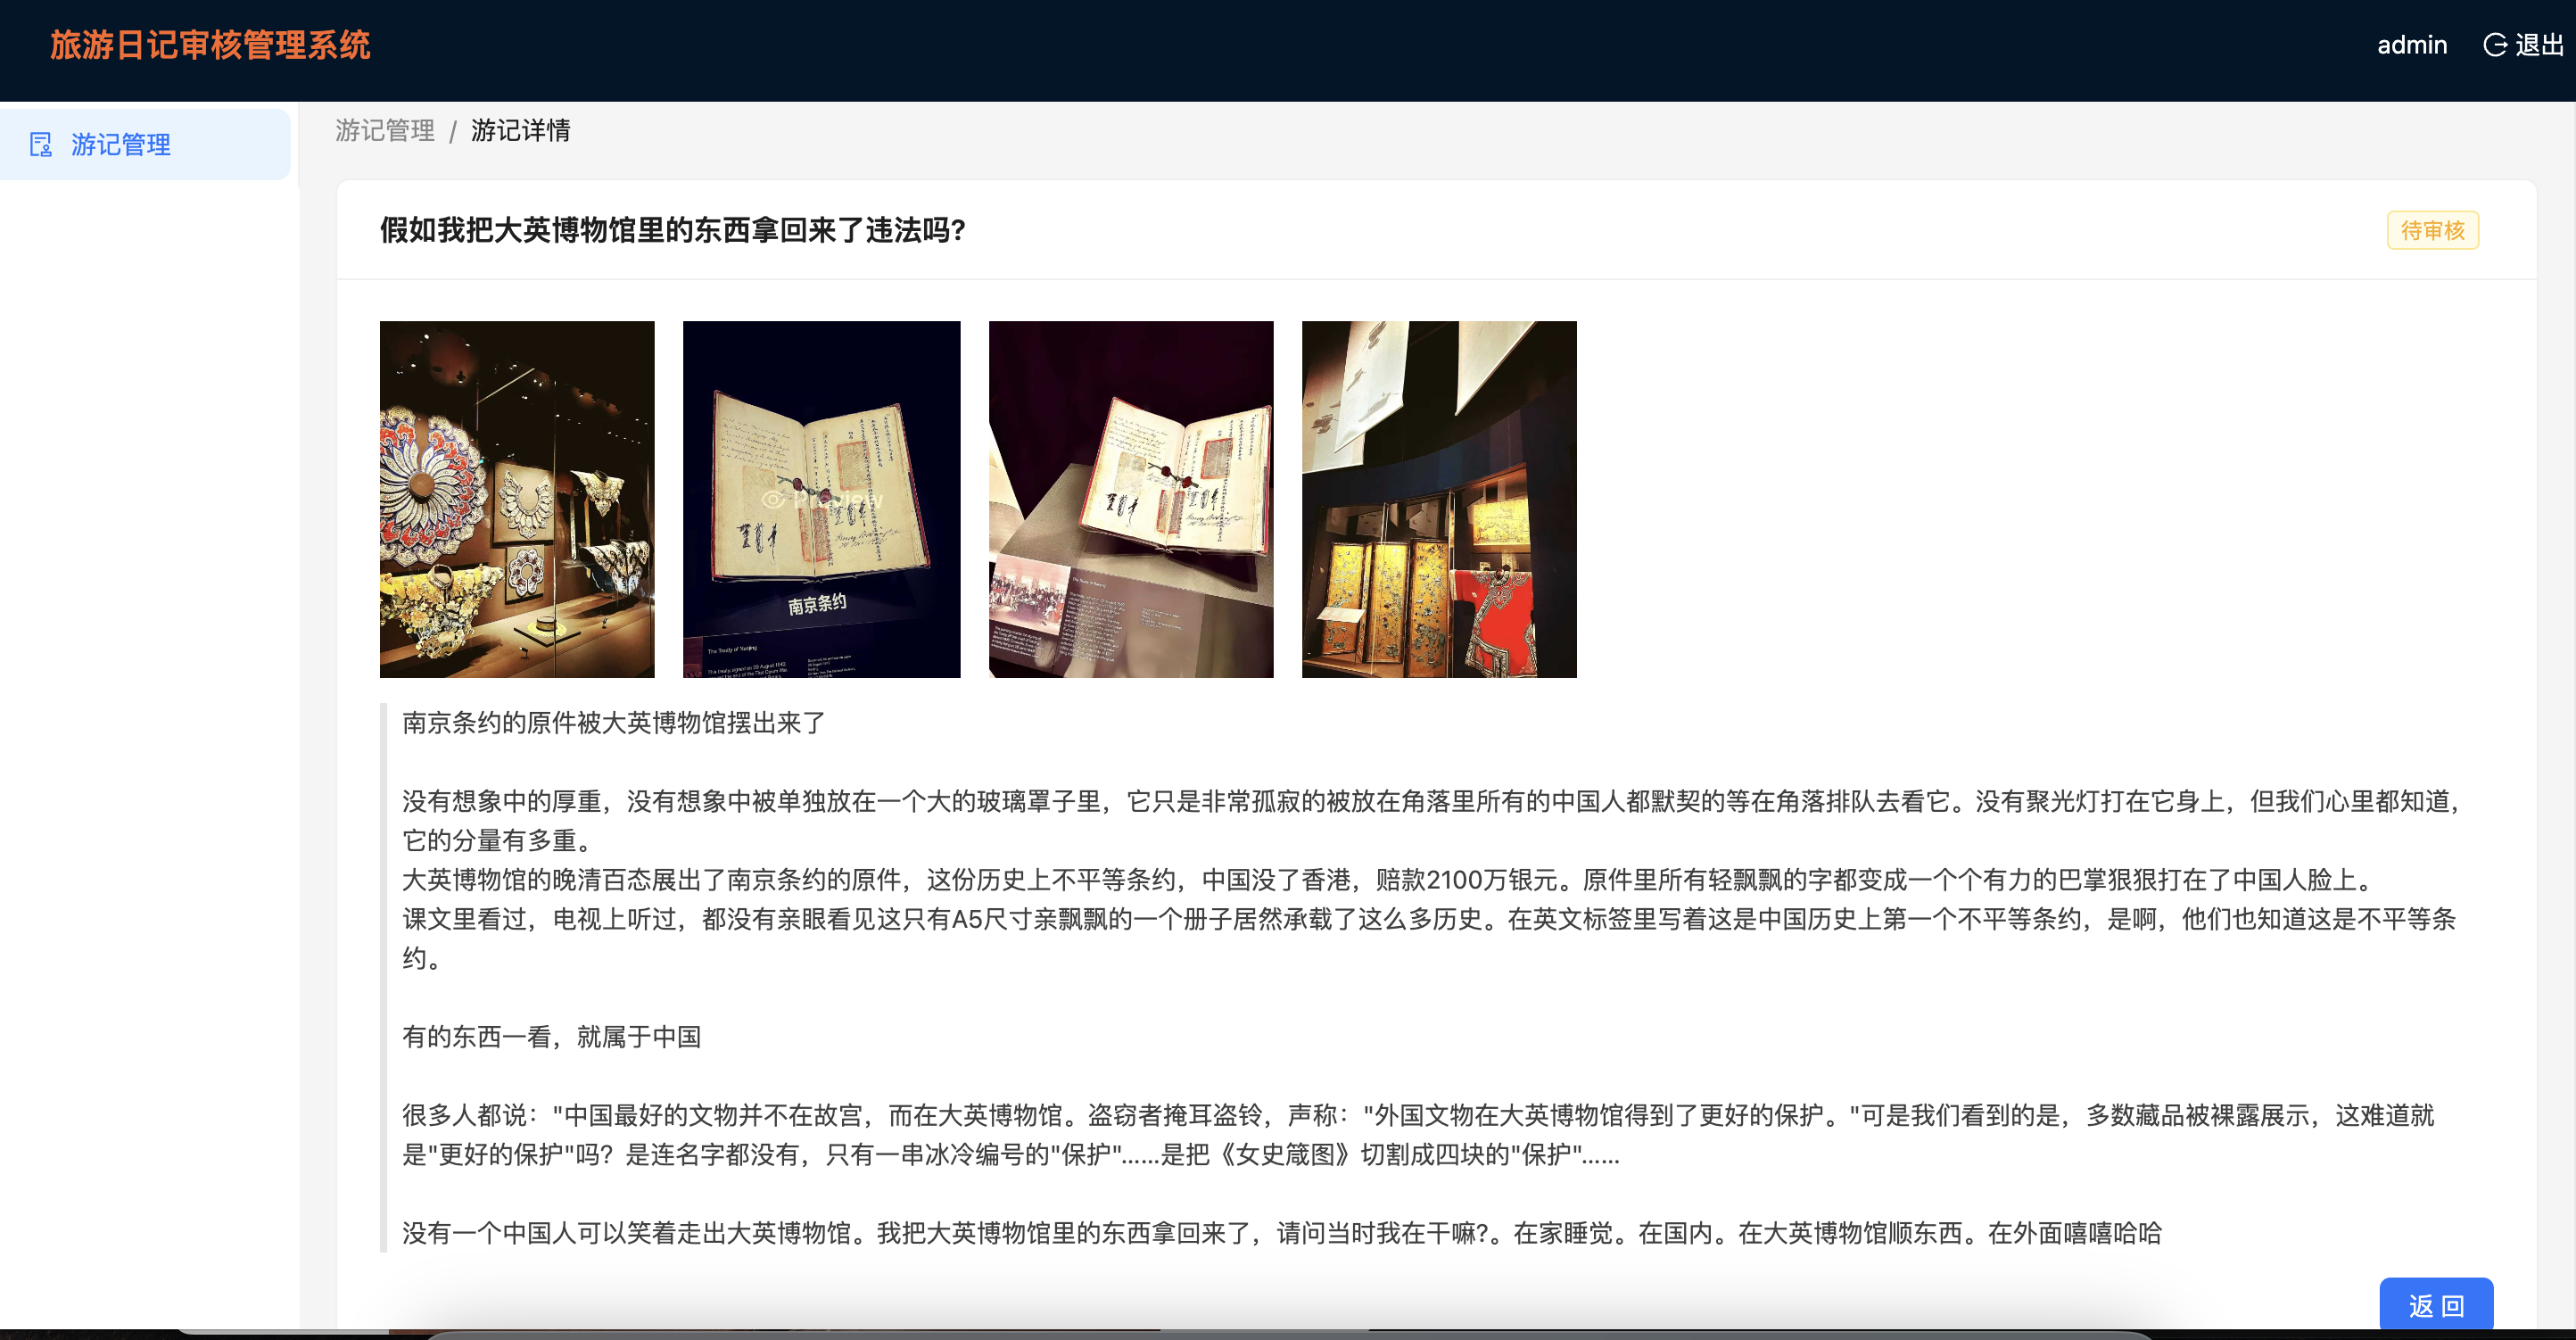 旅游日记审核管理系统
admin 退出
游记管理
游记管理 / 游记详情
假如我把大英博物馆里的东西拿回来了违法吗?
待审核
Preview
南京条约
The Treaty of Nanjing
南京条约的原件被大英博物馆摆出来了
没有想象中的厚重，没有想象中被单独放在一个大的玻璃罩子里，它只是非常孤寂的被放在角落里所有的中国人都默契的等在角落排队去看它。没有聚光灯打在它身上，但我们心里都知道，
它的分量有多重。
大英博物馆的晚清百态展出了南京条约的原件，这份历史上不平等条约，中国没了香港，赔款2100万银元。原件里所有轻飘飘的字都变成一个个有力的巴掌狠狠打在了中国人脸上。
课文里看过，电视上听过，都没有亲眼看见这只有A5尺寸亲飘飘的一个册子居然承载了这么多历史。在英文标签里写着这是中国历史上第一个不平等条约，是啊，他们也知道这是不平等条
约。
有的东西一看，就属于中国
很多人都说："中国最好的文物并不在故宫，而在大英博物馆。盗窃者掩耳盗铃，声称："外国文物在大英博物馆得到了更好的保护。"可是我们看到的是，多数藏品被裸露展示，这难道就
是"更好的保护"吗？是连名字都没有，只有一串冰冷编号的"保护"……是把《女史箴图》切割成四块的"保护"……
没有一个中国人可以笑着走出大英博物馆。我把大英博物馆里的东西拿回来了，请问当时我在干嘛?。在家睡觉。在国内。在大英博物馆顺东西。在外面嘻嘻哈哈
返 回